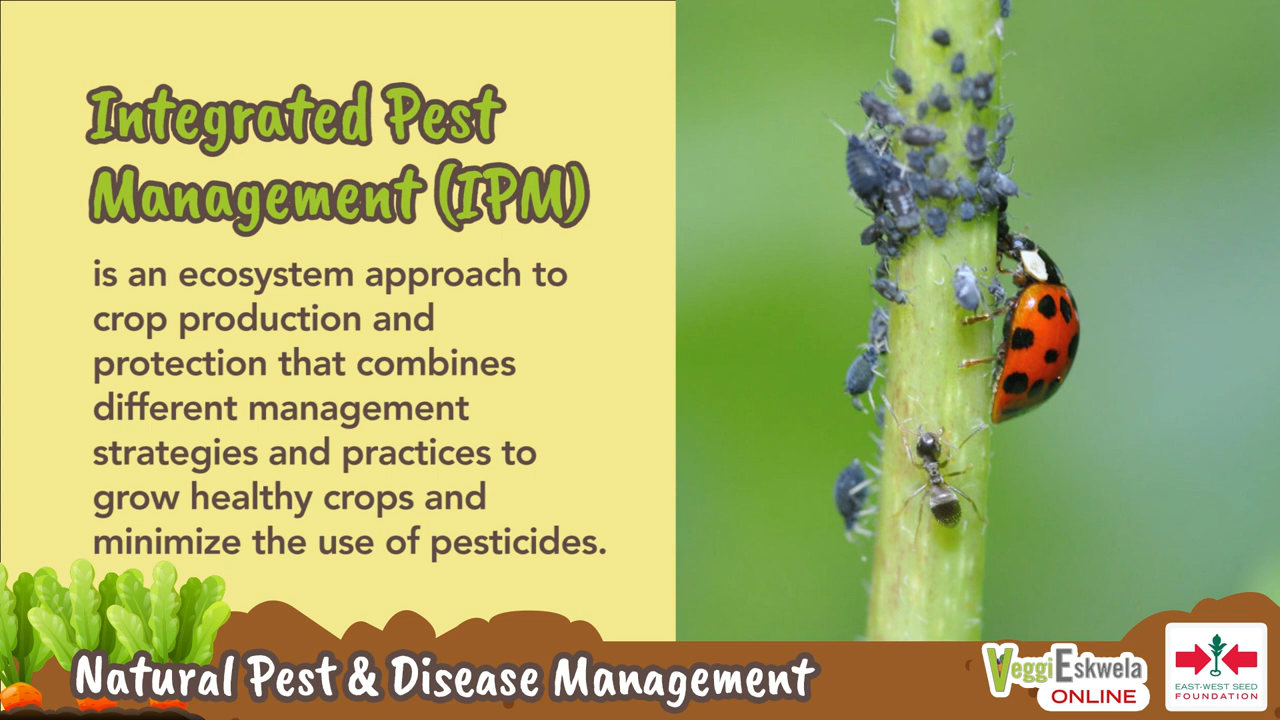 Integrated Pest
Management (IPM)
is an ecosystem approach to
crop production and
protection that combines
different management
strategies and practices to
grow healthy crops and
minimize the use of pesticides.
Natural Pest & Disease Management
VeggiEskwela
ONLINE
EAST-WEST SEED
FOUNDATION